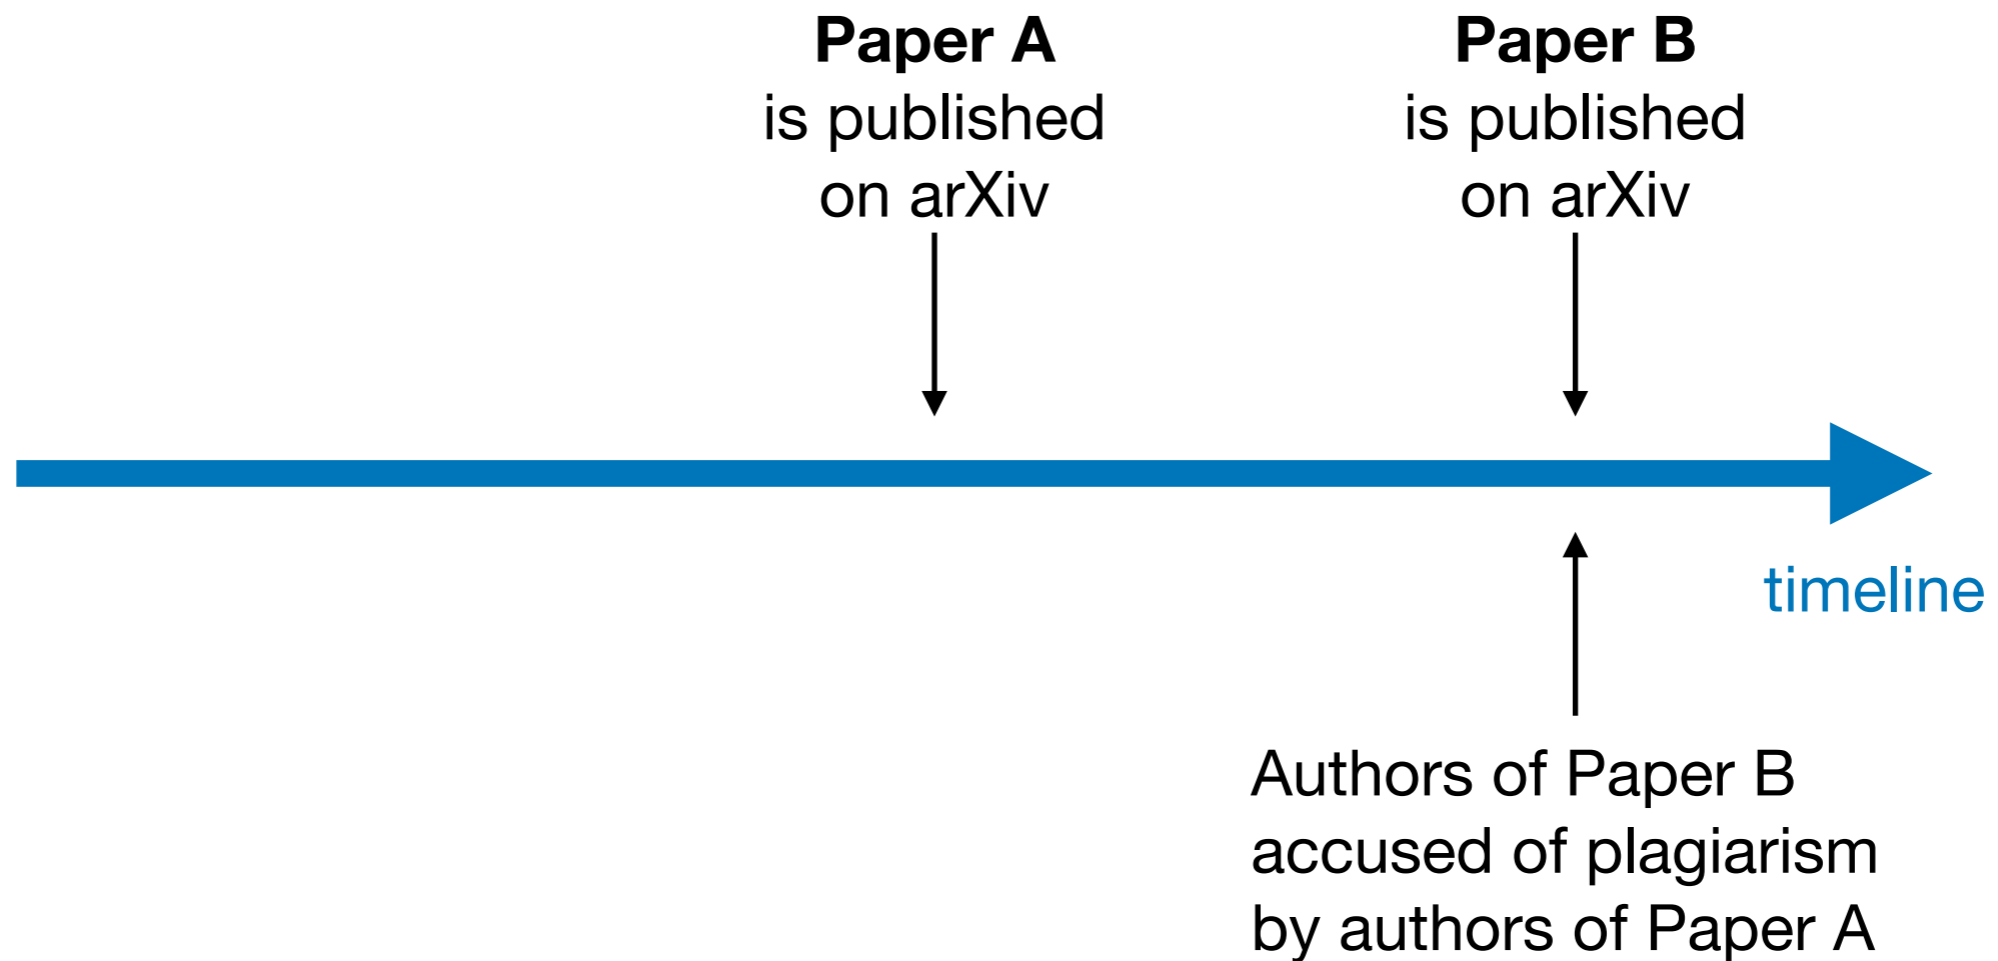 Paper A
is published
on arXiv
Paper B
is published
on arXiv
timeline
Authors of Paper B
accused of plagiarism
by authors of Paper A